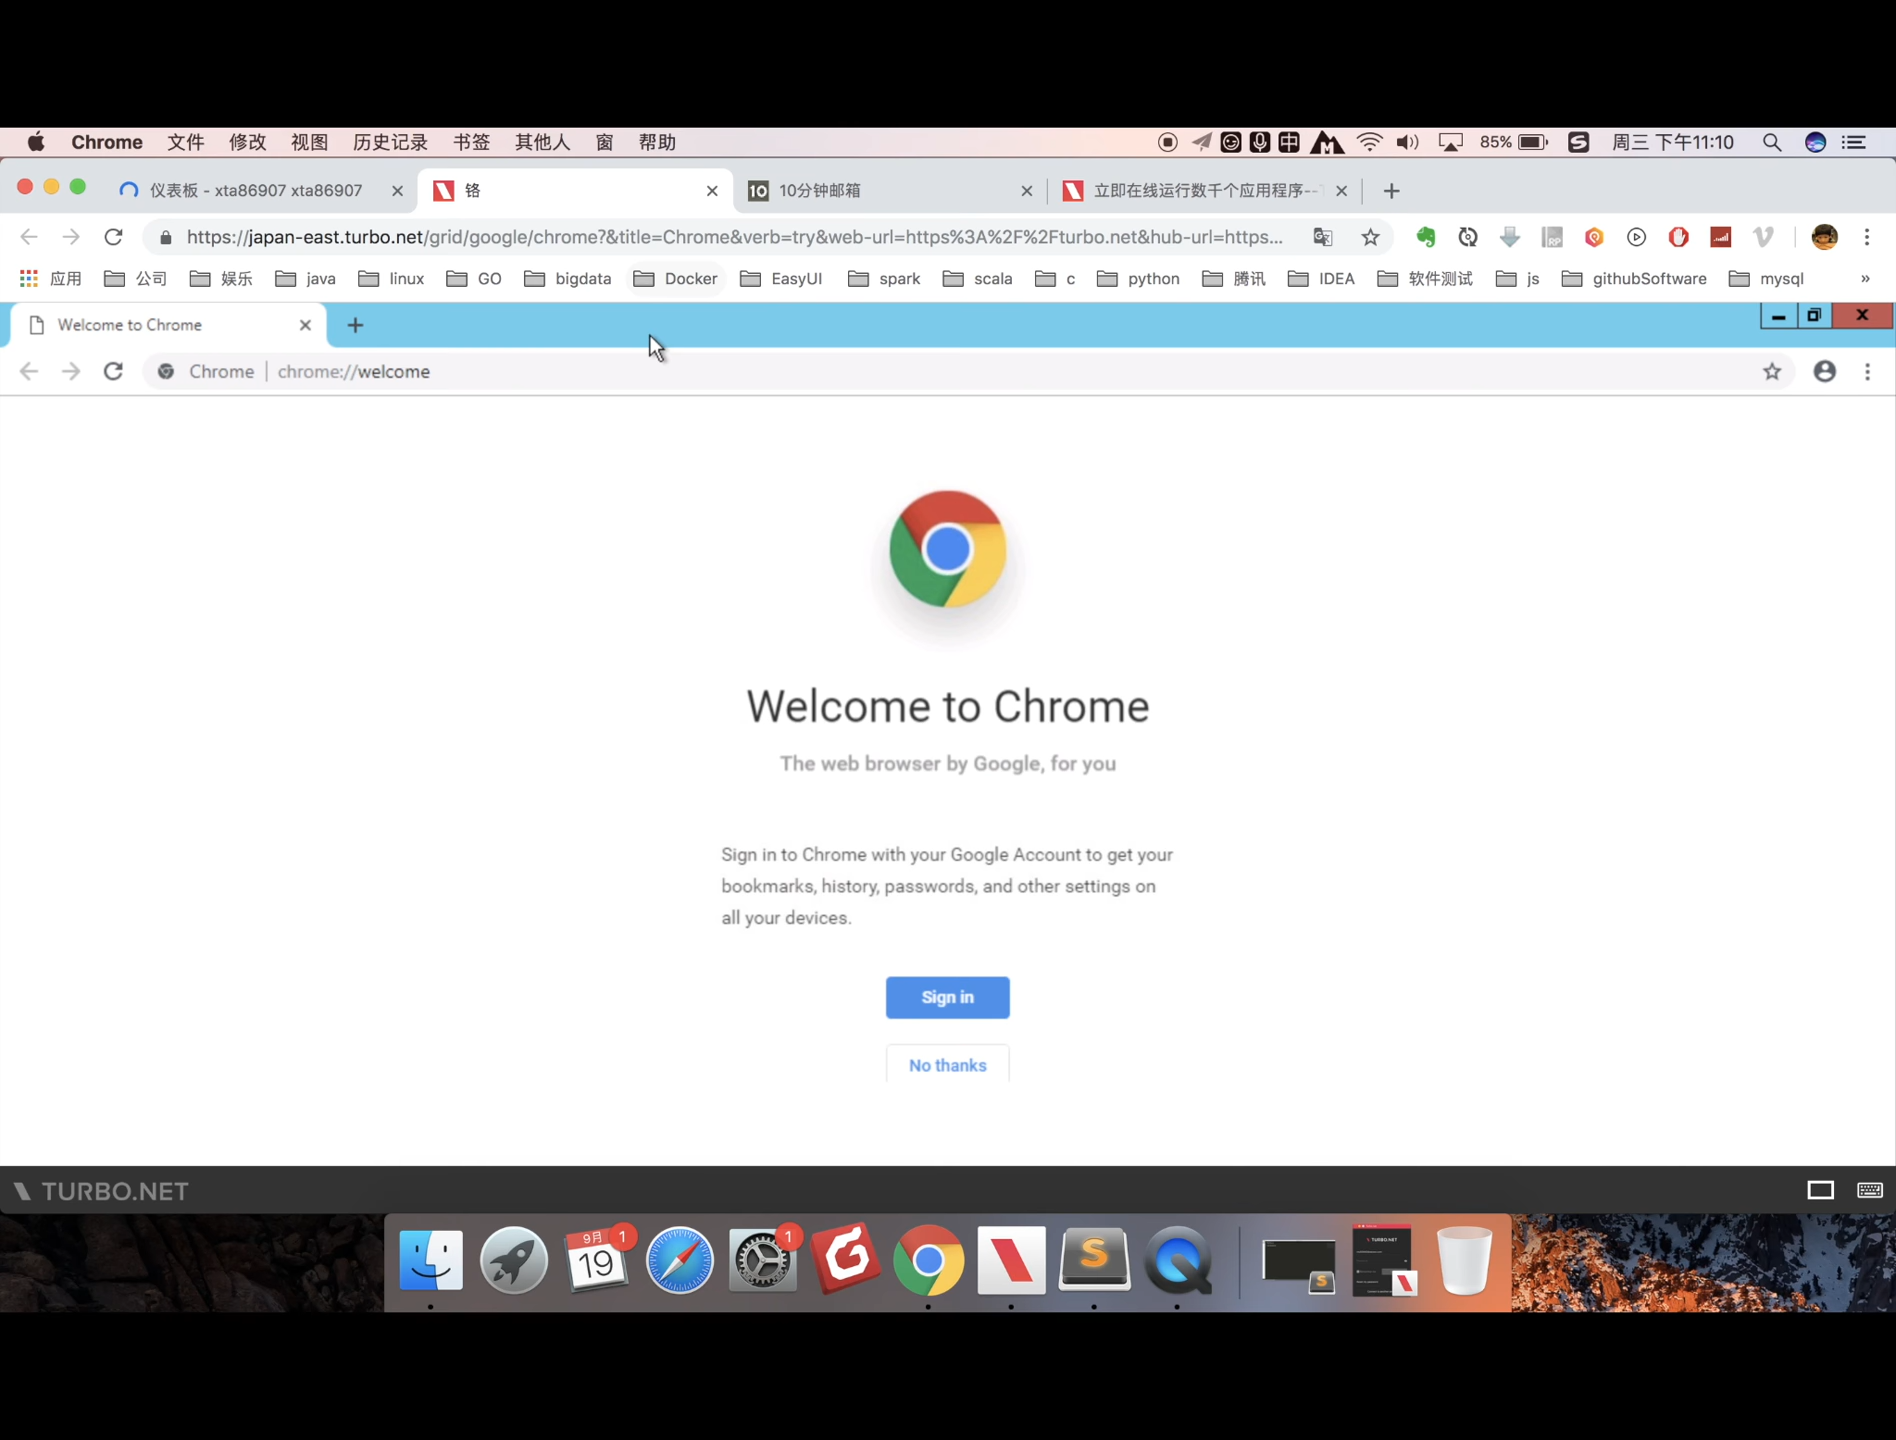 Chrome 文件 修改 视图 历史记录 书签 其他人 窗 帮助 中 85% 周三 下午11:10
仪表板 - xta86907 xta86907 铬 10 10分钟邮箱 立即在线运行数千个应用程序--
https://japan-east.turbo.net/grid/google/chrome?&title=Chrome&verb=try&web-url=https%3A%2F%2Fturbo.net&hub-url=https... RP
应用 公司 娱乐 java linux GO bigdata Docker EasyUI spark scala c python 腾讯 IDEA 软件测试 js githubSoftware mysql »
Welcome to Chrome
Chrome | chrome://welcome
Welcome to Chrome
The web browser by Google, for you
Sign in to Chrome with your Google Account to get your
bookmarks, history, passwords, and other settings on
all your devices.
Sign in
No thanks
TURBO.NET
9月 1 1
19
TURBO.NET